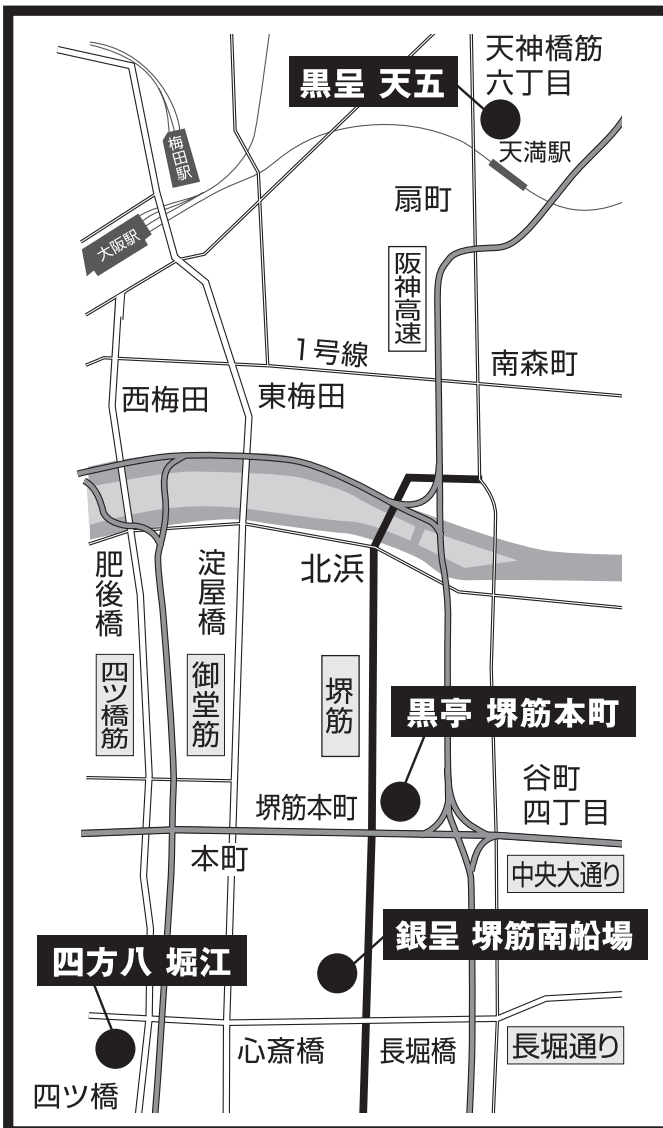 天神橋筋
六丁目
黒呈 天五
梅田駅
天満駅
扇町
大阪駅
阪神高速
1号線
南森町
西梅田
東梅田
肥後橋
淀屋橋
北浜
四ツ橋筋
御堂筋
堺筋
黒亭 堺筋本町
谷町
四丁目
堺筋本町
本町
中央大通り
銀呈 堺筋南船場
四方八 堀江
心斎橋
長堀橋
長堀通り
四ツ橋